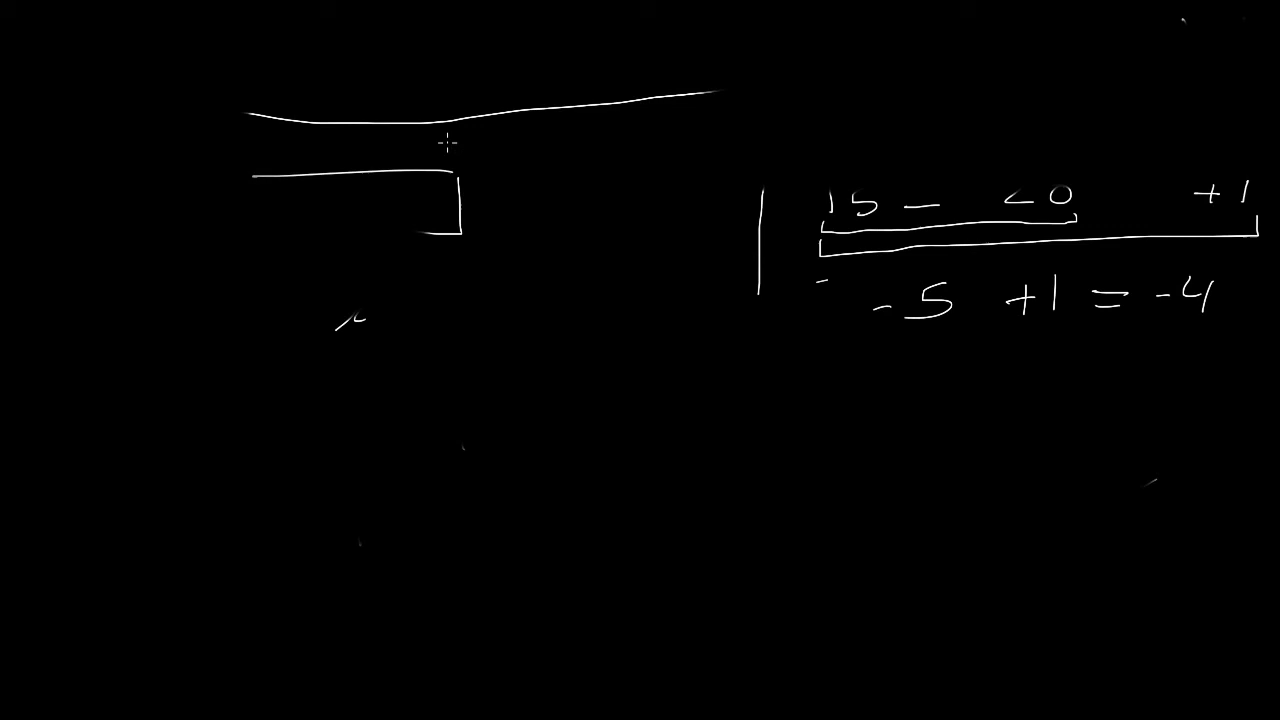 15 – 20 +1
-5 +1 = -4